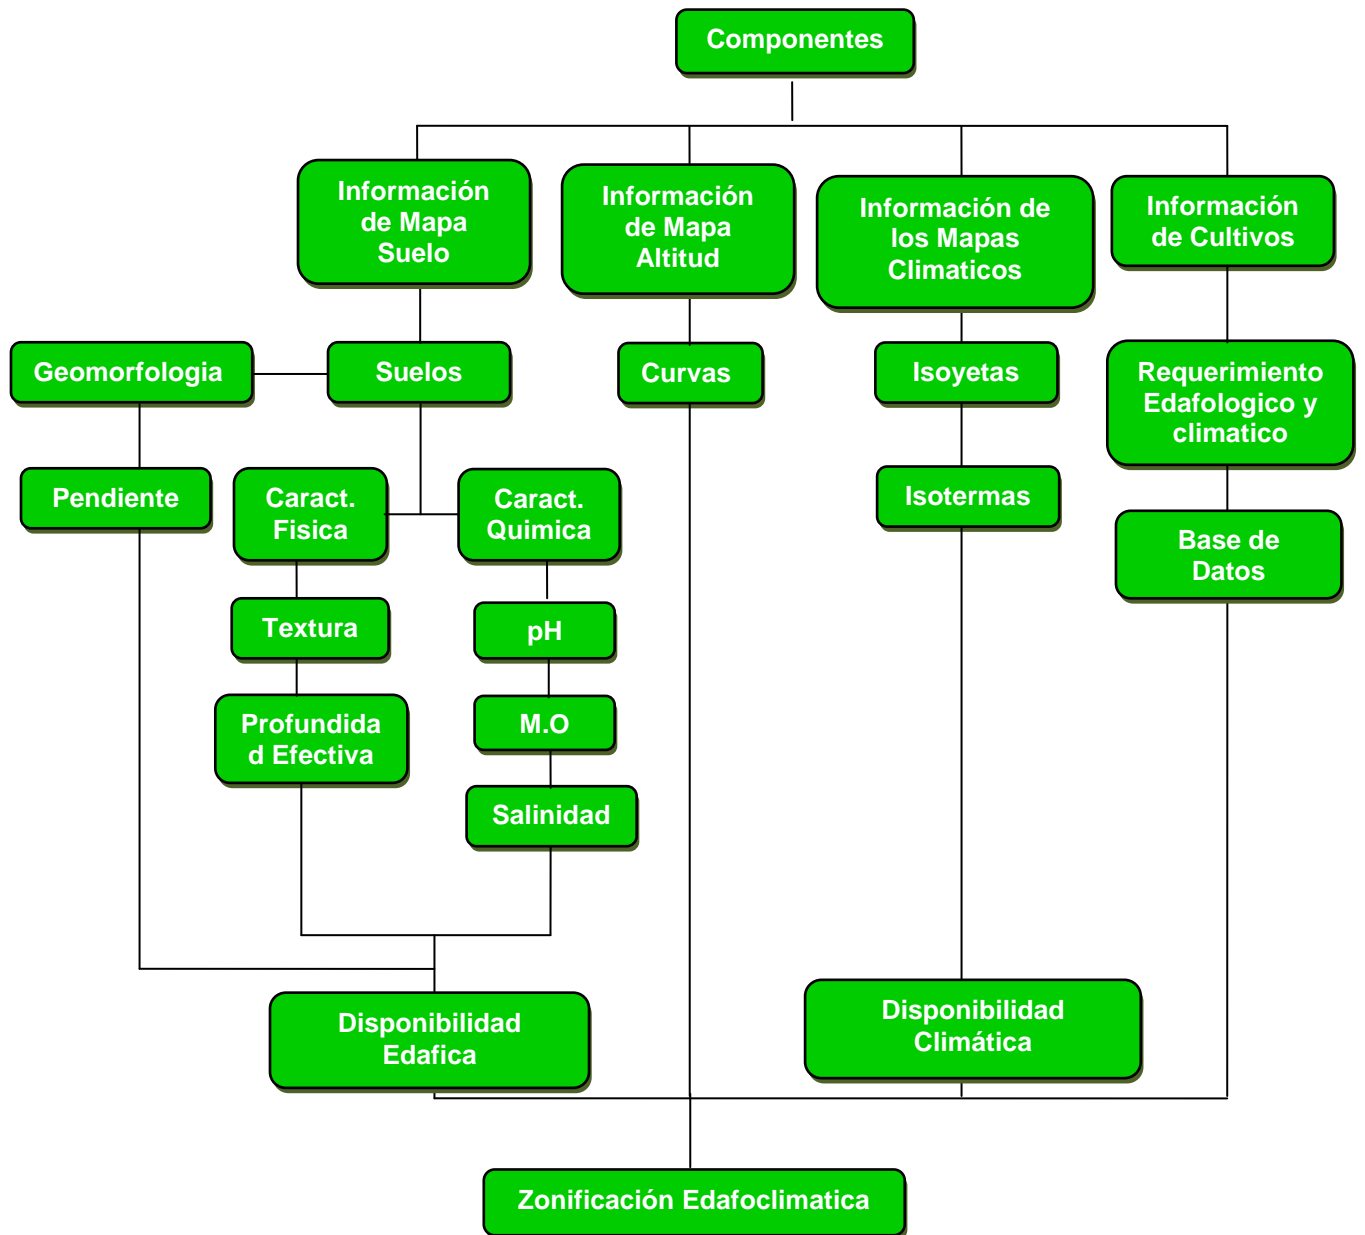 Componentes
Información
de Mapa
Suelo
Información
de Mapa
Altitud
Información de
los Mapas
Climaticos
Información
de Cultivos
Geomorfologia
Suelos
Curvas
Isoyetas
Requerimiento
Edafologico y
climatico
Pendiente
Caract.
Fisica
Caract.
Quimica
Isotermas
Base de
Datos
Textura
pH
Profundida
d Efectiva
M.O
Salinidad
Disponibilidad
Edafica
Disponibilidad
Climática
Zonificación Edafoclimatica